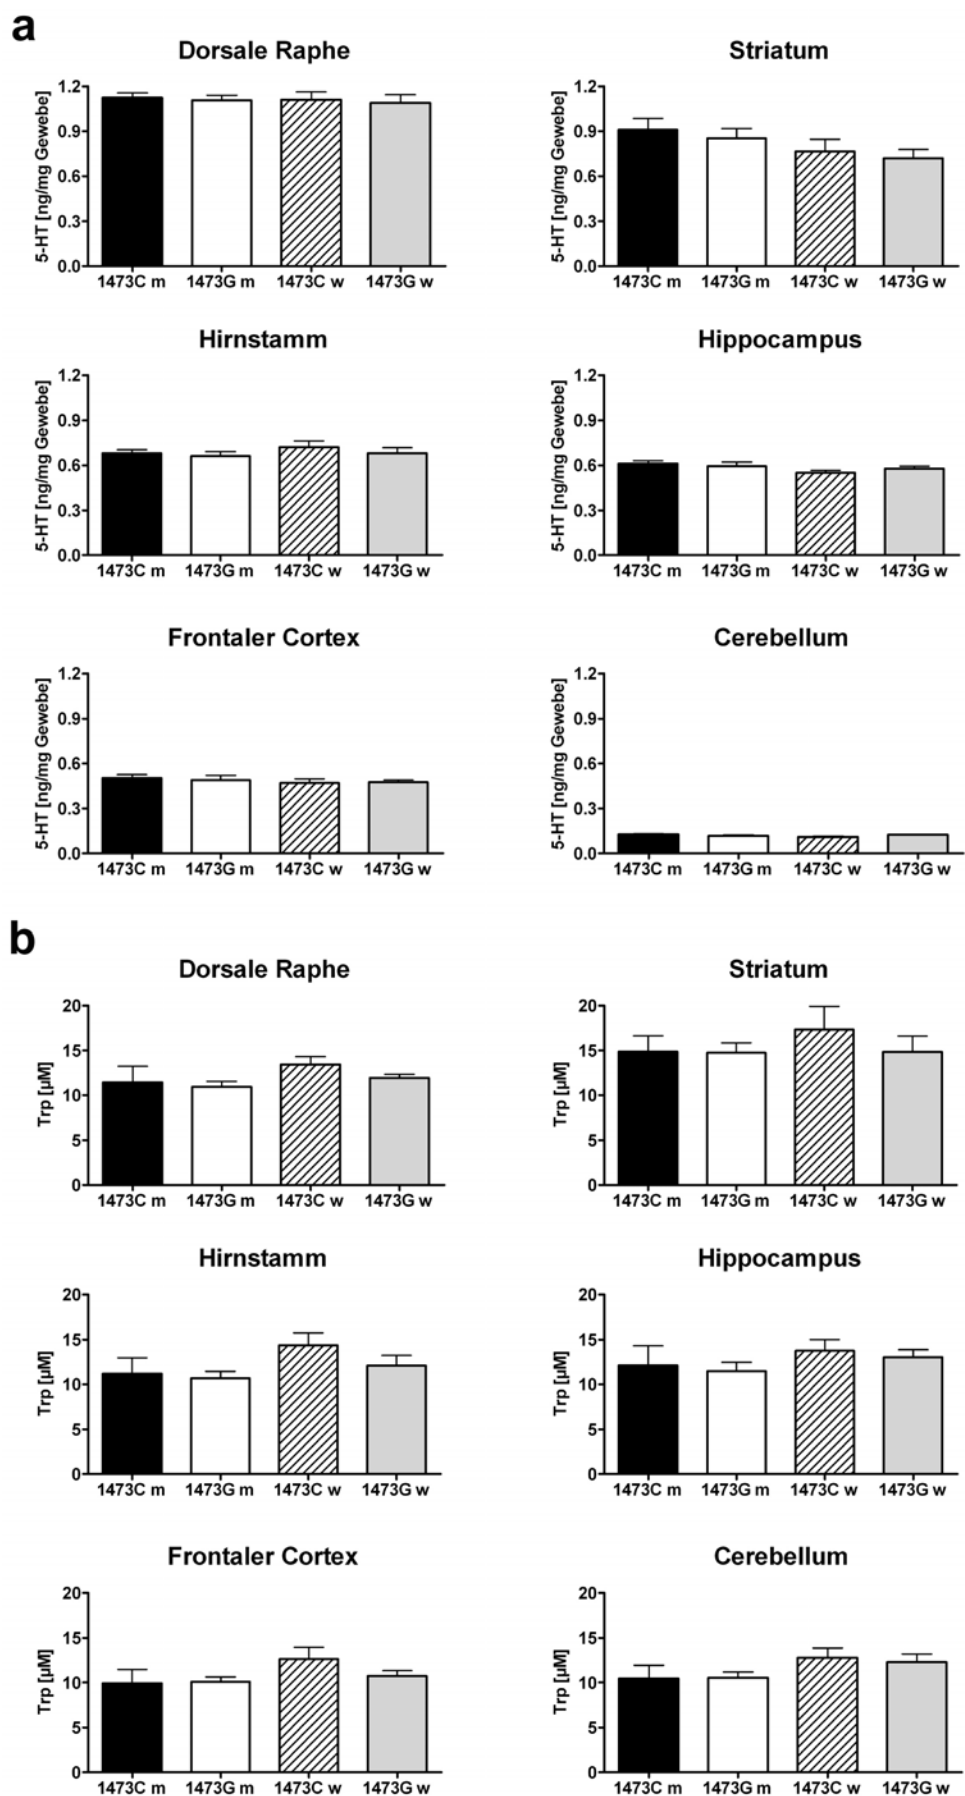 a
Dorsale Raphe
5-HT [ng/mg Gewebe]
1.2
0.9
0.6
0.3
0.0
1473C m 1473G m 1473C w 1473G w
Striatum
5-HT [ng/mg Gewebe]
1.2
0.9
0.6
0.3
0.0
1473C m 1473G m 1473C w 1473G w
Hirnstamm
5-HT [ng/mg Gewebe]
1.2
0.9
0.6
0.3
0.0
1473C m 1473G m 1473C w 1473G w
Hippocampus
5-HT [ng/mg Gewebe]
1.2
0.9
0.6
0.3
0.0
1473C m 1473G m 1473C w 1473G w
Frontaler Cortex
5-HT [ng/mg Gewebe]
1.2
0.9
0.6
0.3
0.0
1473C m 1473G m 1473C w 1473G w
Cerebellum
5-HT [ng/mg Gewebe]
1.2
0.9
0.6
0.3
0.0
1473C m 1473G m 1473C w 1473G w
b
Dorsale Raphe
Trp [µM]
20
15
10
5
0
1473C m 1473G m 1473C w 1473G w
Striatum
Trp [µM]
20
15
10
5
0
1473C m 1473G m 1473C w 1473G w
Hirnstamm
Trp [µM]
20
15
10
5
0
1473C m 1473G m 1473C w 1473G w
Hippocampus
Trp [µM]
20
15
10
5
0
1473C m 1473G m 1473C w 1473G w
Frontaler Cortex
Trp [µM]
20
15
10
5
0
1473C m 1473G m 1473C w 1473G w
Cerebellum
Trp [µM]
20
15
10
5
0
1473C m 1473G m 1473C w 1473G w